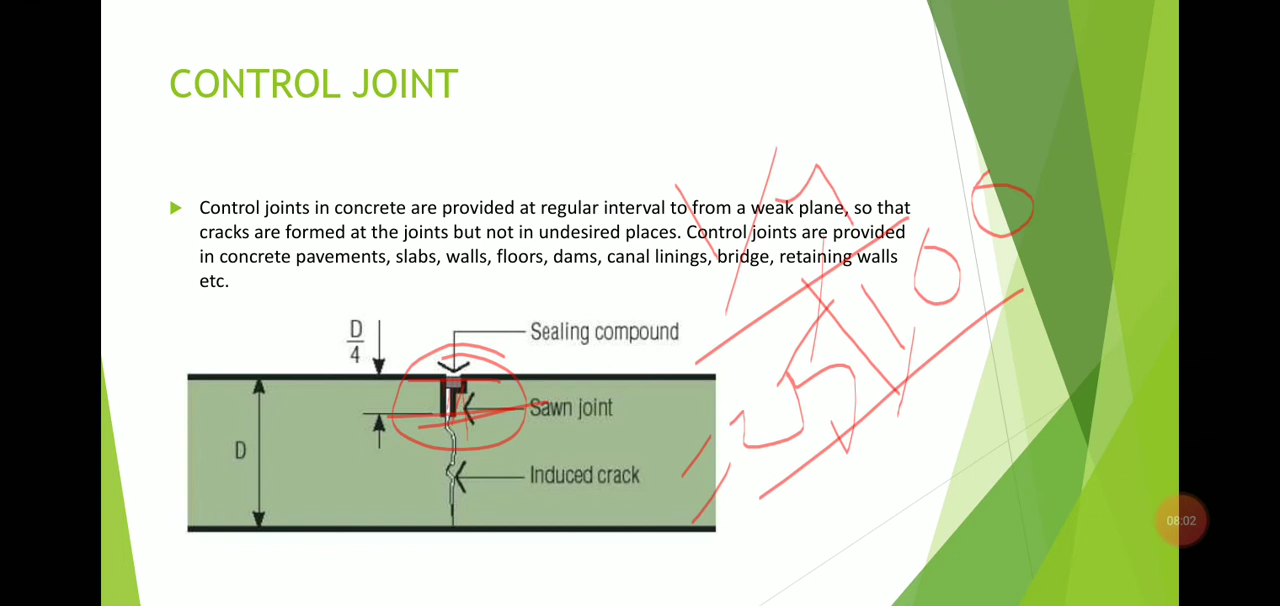 CONTROL JOINT
Control joints in concrete are provided at regular interval to from a weak plane, so that
cracks are formed at the joints but not in undesired places. Control joints are provided
in concrete pavements, slabs, walls, floors, dams, canal linings, bridge, retaining walls
etc.
D
4
Sealing compound
Sawn joint
D
Induced crack
08:02